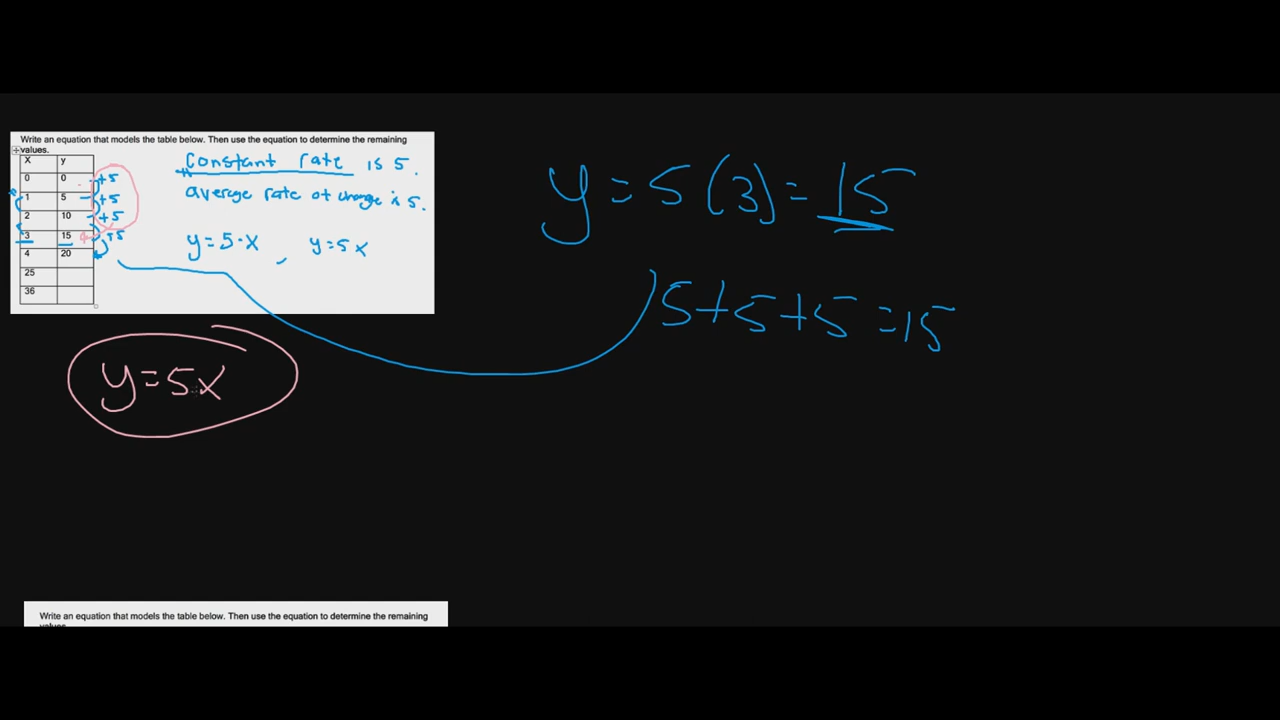 Write an equation that models the table below. Then use the equation to determine the remaining
values.
x y
0 0
1 5
2 10
3 15
4 20
25
36
+5
+5
+5
+5
Constant rate is 5.
average rate of change is 5.
y=5·x , y=5x
y=5x
y=5(3)=15
5+5+5=15
Write an equation that models the table below. Then use the equation to determine the remaining
values.